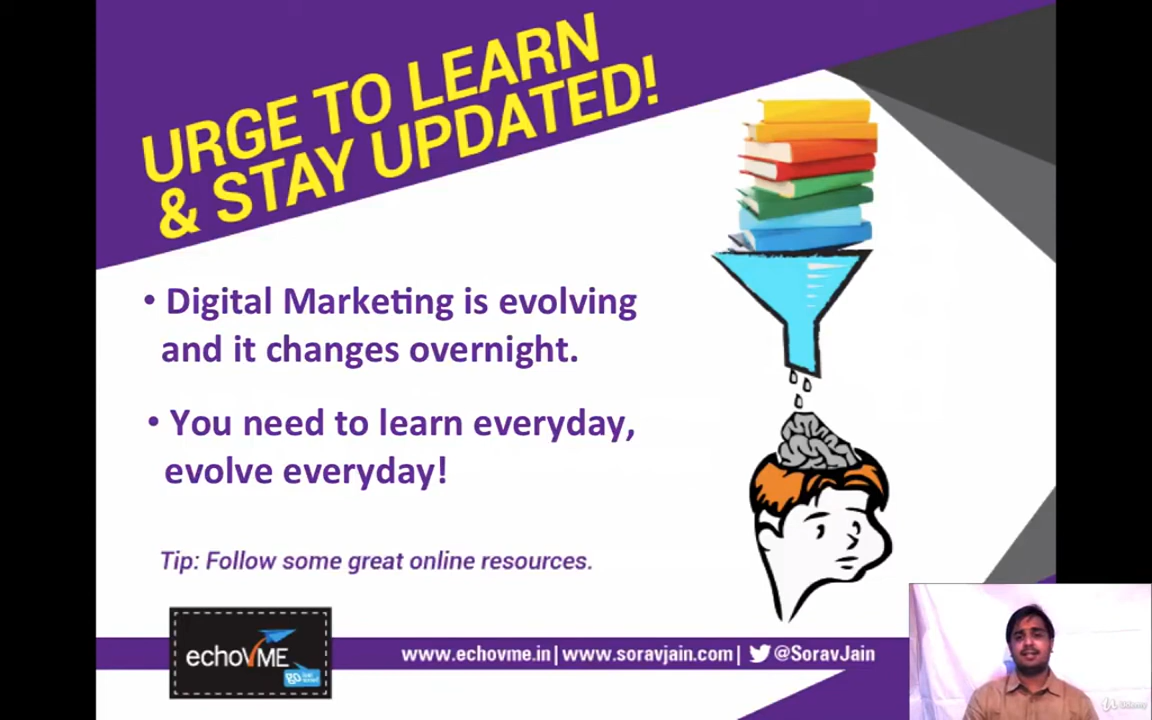 URGE TO LEARN
& STAY UPDATED!
• Digital Marketing is evolving
and it changes overnight.
• You need to learn everyday,
evolve everyday!
Tip: Follow some great online resources.
echoVME
www.echovme.in|www.soravjain.com| @SoravJain
Udemy